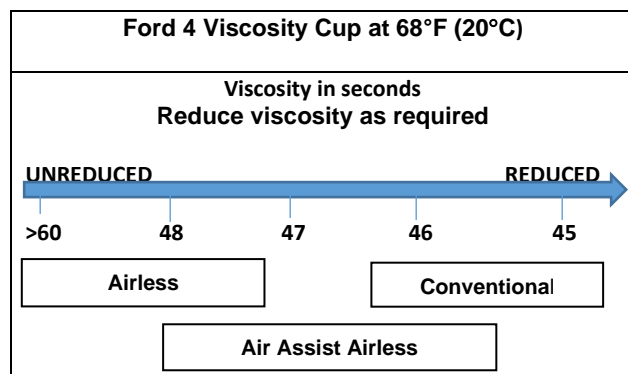 Ford 4 Viscosity Cup at 68°F (20°C)
Viscosity in seconds
Reduce viscosity as required
UNREDUCED REDUCED
>60 48 47 46 45
Airless Conventional
Air Assist Airless